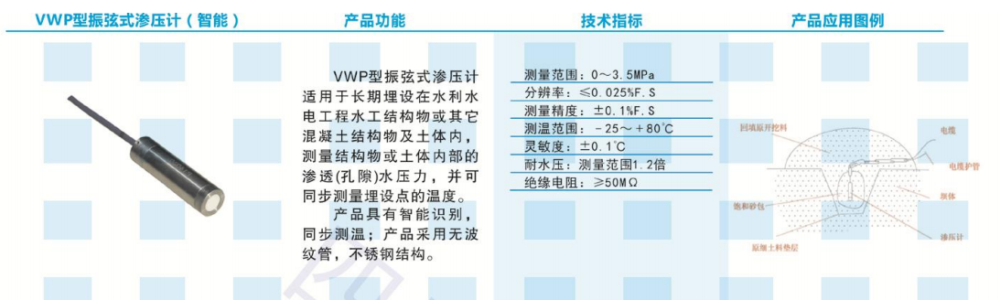 VWP型振弦式渗压计(智能)
产品功能
技术指标
产品应用图例
VWP型振弦式渗压计
适用于长期埋设在水利水
电工程水工结构物或其它
混凝土结构物及土体内，
测量结构物或土体内部的
渗透(孔隙)水压力，并可
同步测量埋设点的温度。
产品具有智能识别，
同步测温；产品采用无波
纹管，不锈钢结构。
测量范围：0～3.5MPa
分辨率：≤0.025%F.S
测量精度：±0.1%F.S
测温范围：-25～+80℃
灵敏度：±0.1℃
耐水压：测量范围1.2倍
绝缘电阻：≥50MΩ
回填原开挖料
电缆
电缆护管
坝体
饱和砂包
渗压计
原细土料垫层